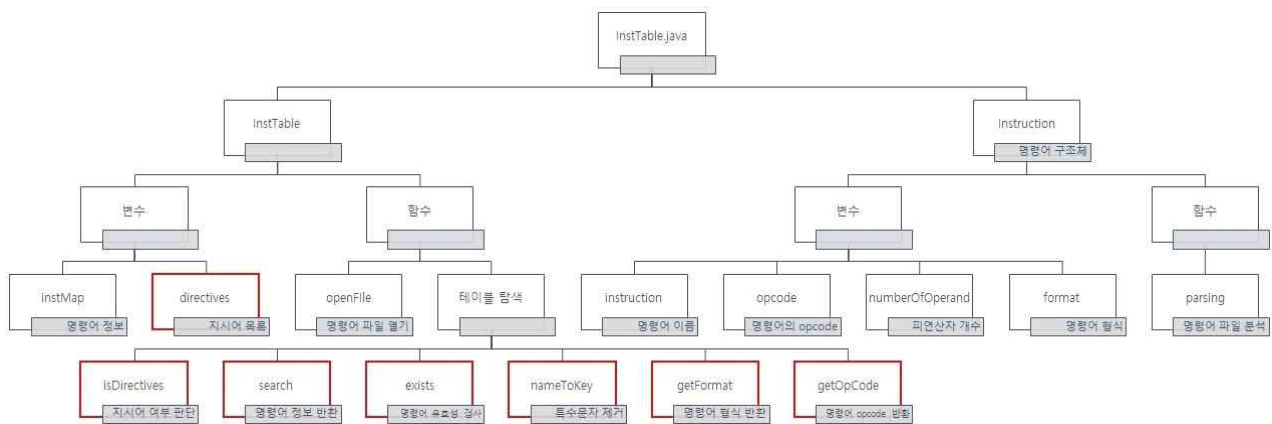 InstTable.java
InstTable
Instruction
명령어 구조체
변수
함수
변수
함수
instMap
명령어 정보
directives
지시어 목록
openFile
명령어 파일 열기
테이블 탐색
instruction
명령어 이름
opcode
명령어의 opcode
numberOfOperand
피연산자 개수
format
명령어 형식
parsing
명령어 파일 분석
isDirectives
지시어 여부 판단
search
명령어 정보 반환
exists
명령어 유효성 검사
nameToKey
특수문자 제거
getFormat
명령어 형식 반환
getOpCode
명령어 opcode 반환